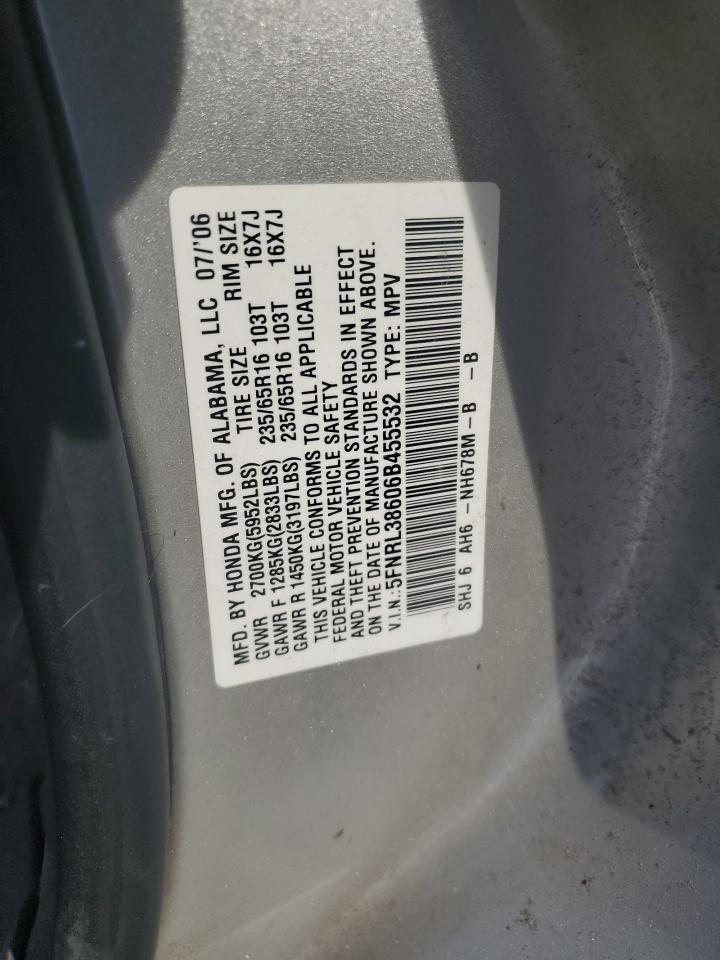 MFD. BY HONDA MFG. OF ALABAMA, LLC 07/'06
GVWR 2700KG(5952LBS) TIRE SIZE RIM SIZE
GAWR F 1285KG(2833LBS) 235/65R16 103T 16X7J
GAWR R 1450KG(3197LBS) 235/65R16 103T 16X7J
THIS VEHICLE CONFORMS TO ALL APPLICABLE
FEDERAL MOTOR VEHICLE SAFETY
AND THEFT PREVENTION STANDARDS IN EFFECT
ON THE DATE OF MANUFACTURE SHOWN ABOVE.
V.I.N.:5FNRL38606B455532 TYPE: MPV
SHJ 6 AH6 -NH678M-B -B